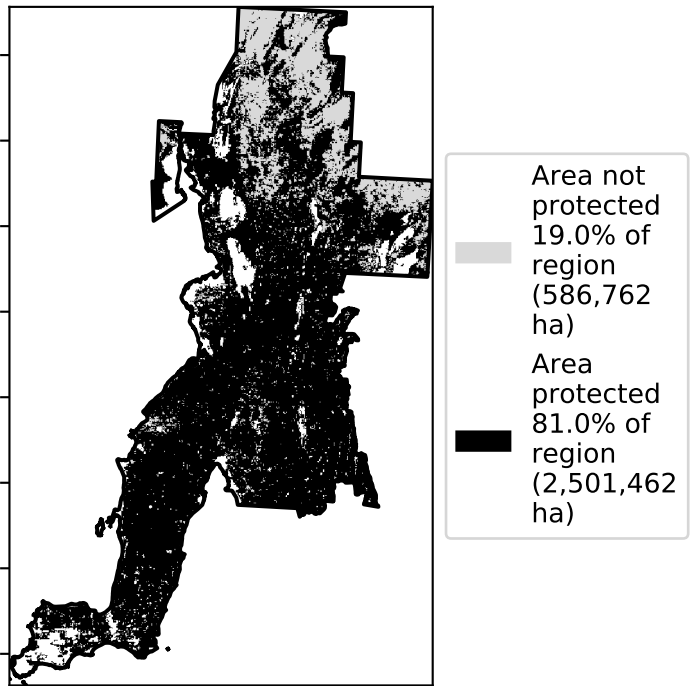 Area not
protected
19.0% of
region
(586,762
ha)
Area
protected
81.0% of
region
(2,501,462
ha)